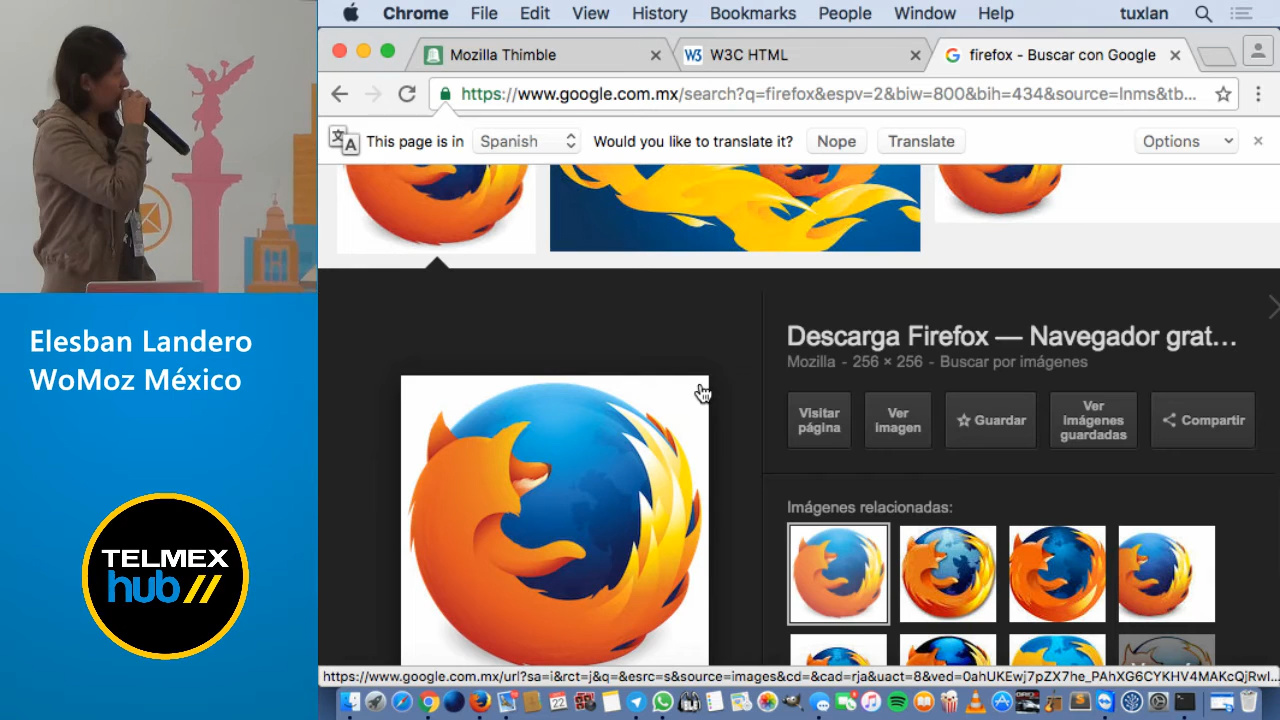 Chrome File Edit View History Bookmarks People Window Help tuxlan
Mozilla Thimble
W3C HTML
firefox - Buscar con Google
https://www.google.com.mx/search?q=firefox&espv=2&biw=800&bih=434&source=lnms&tb...
This page is in Spanish Would you like to translate it? Nope Translate Options
Descarga Firefox — Navegador grat...
Mozilla - 256 × 256 - Buscar por imágenes
Visitar página
Ver imagen
Guardar
Ver imágenes guardadas
Compartir
Imágenes relacionadas:
https://www.google.com.mx/url?sa=i&rct=j&q=&esrc=s&source=images&cd=&cad=rja&uact=8&ved=0ahUKEwj7pZX7he_PAhXG6CYKHV4MAKcQjRwI...
Elesban Landero
WoMoz México
TELMEX
hub//